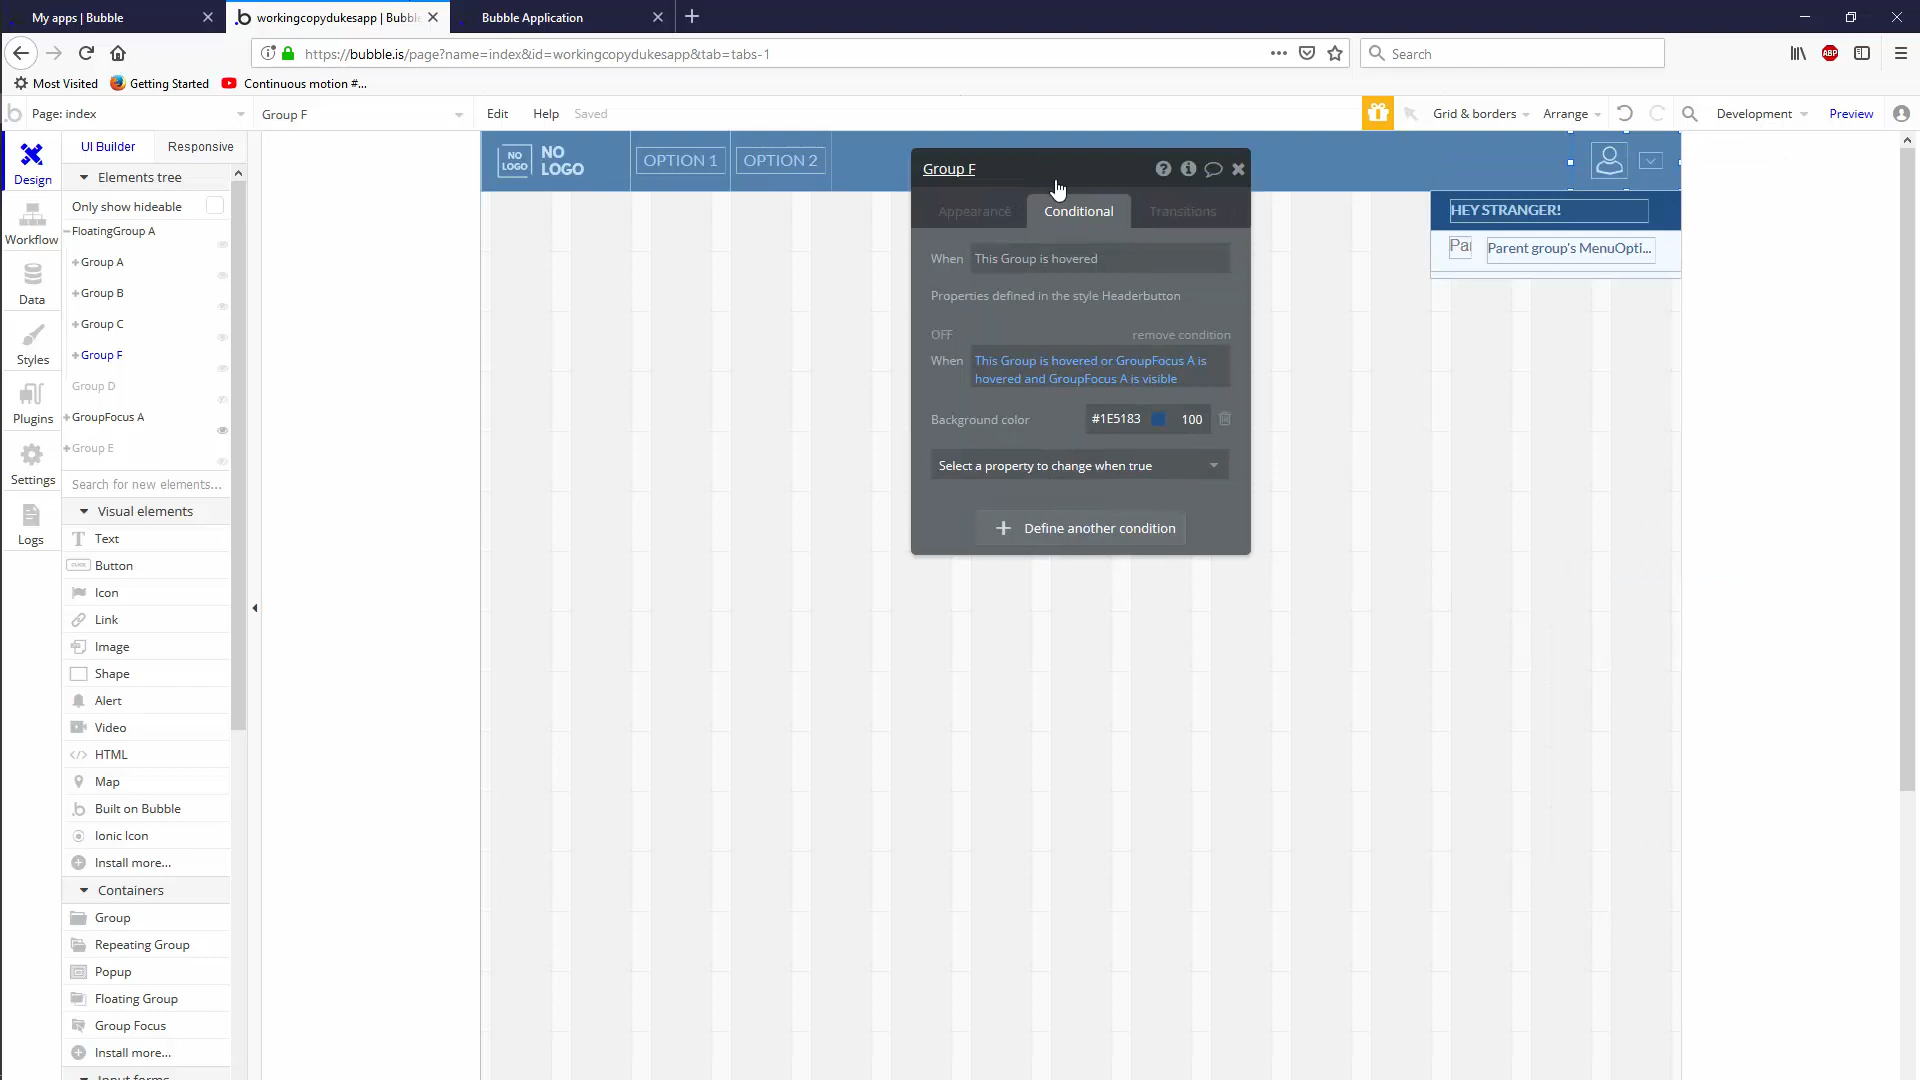 My apps | Bubble
workingcopydukesapp | Bubble
Bubble Application
https://bubble.is/page?name=index&id=workingcopydukesapp&tab=tabs-1
Search
ABP
Most Visited
Getting Started
Continuous motion #...
Page: index
Group F
Edit
Help
Saved
Grid & borders
Arrange
Development
Preview
Design
Workflow
Data
Styles
Plugins
Settings
Logs
UI Builder
Responsive
Elements tree
Only show hideable
FloatingGroup A
Group A
Group B
Group C
Group F
Group D
GroupFocus A
Group E
Search for new elements...
Visual elements
Text
Button
Icon
Link
Image
Shape
Alert
Video
HTML
Map
Built on Bubble
Ionic Icon
Install more...
Containers
Group
Repeating Group
Popup
Floating Group
Group Focus
Install more...
Input forms
NO
LOGO
NO
LOGO
OPTION 1
OPTION 2
Group F
Appearance
Conditional
Transitions
When This Group is hovered
Properties defined in the style Headerbutton
OFF remove condition
When This Group is hovered or GroupFocus A is
hovered and GroupFocus A is visible
Background color #1E5183 100
Select a property to change when true
Define another condition
HEY STRANGER!
Pa
Parent group's MenuOpti...